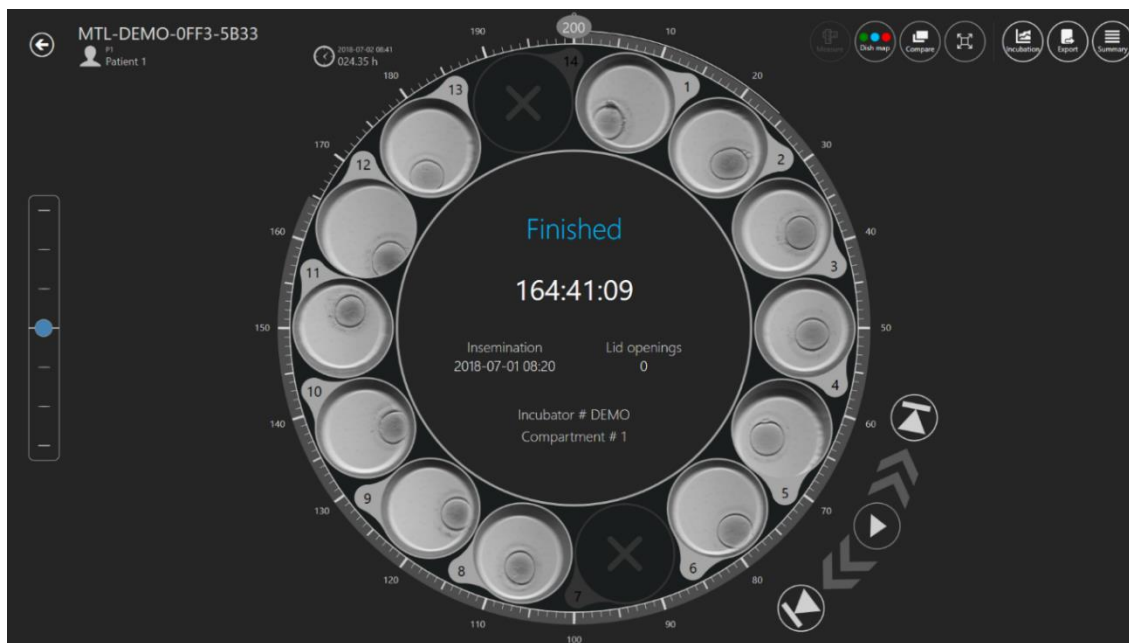 MTL-DEMO-0FF3-5B33
P1
Patient 1
2018-07-02 08:41
024.35 h
Measure
Dish map
Compare
Incubation
Export
Summary
200
10
20
30
40
50
60
70
80
90
100
110
120
130
140
150
160
170
180
190
1
2
3
4
5
6
7
8
9
10
11
12
13
14
Finished
164:41:09
Insemination
Lid openings
2018-07-01 08:20
0
Incubator # DEMO
Compartment # 1